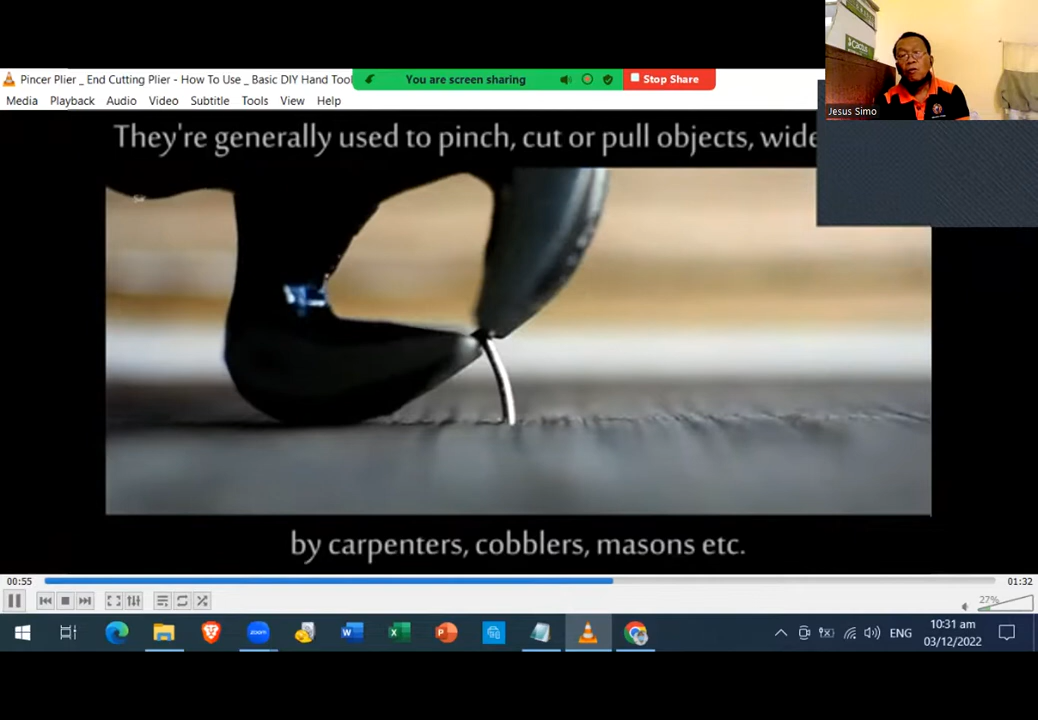 Pincer Plier _ End Cutting Plier - How To Use _ Basic DIY Hand Tool
You are screen sharing
Stop Share
Jesus Simo
Media Playback Audio Video Subtitle Tools View Help
They're generally used to pinch, cut or pull objects, wide
by carpenters, cobblers, masons etc.
00:55
01:32
27%
zoom
ENG
10:31 am
03/12/2022